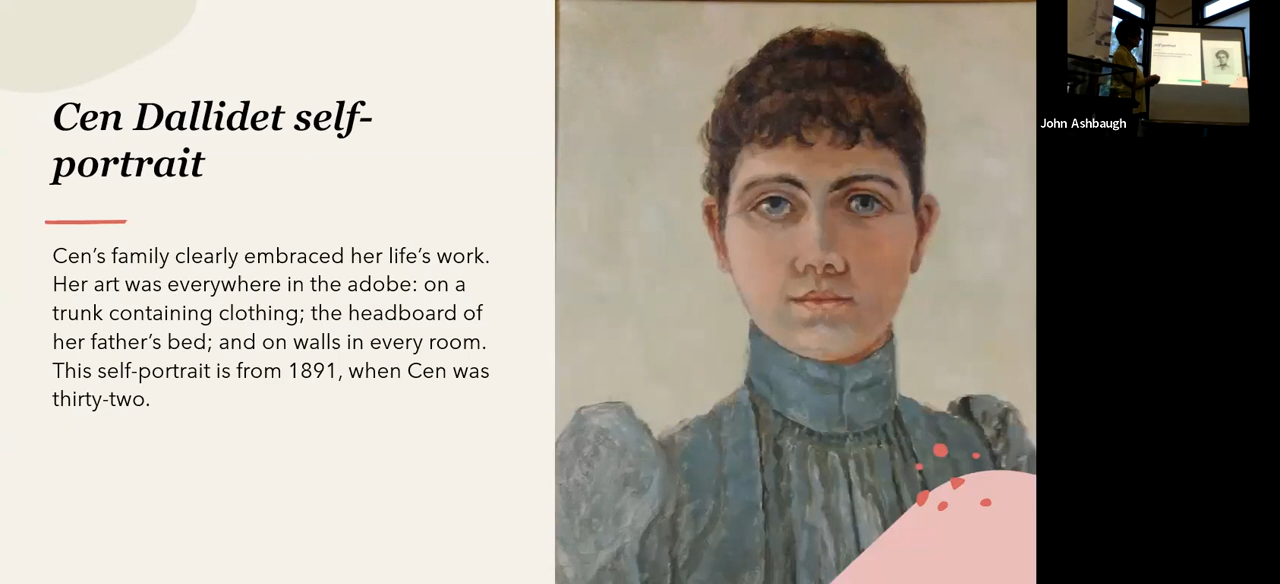 Cen Dallidet self-
portrait
Cen’s family clearly embraced her life’s work.
Her art was everywhere in the adobe: on a
trunk containing clothing; the headboard of
her father’s bed; and on walls in every room.
This self-portrait is from 1891, when Cen was
thirty-two.
John Ashbaugh